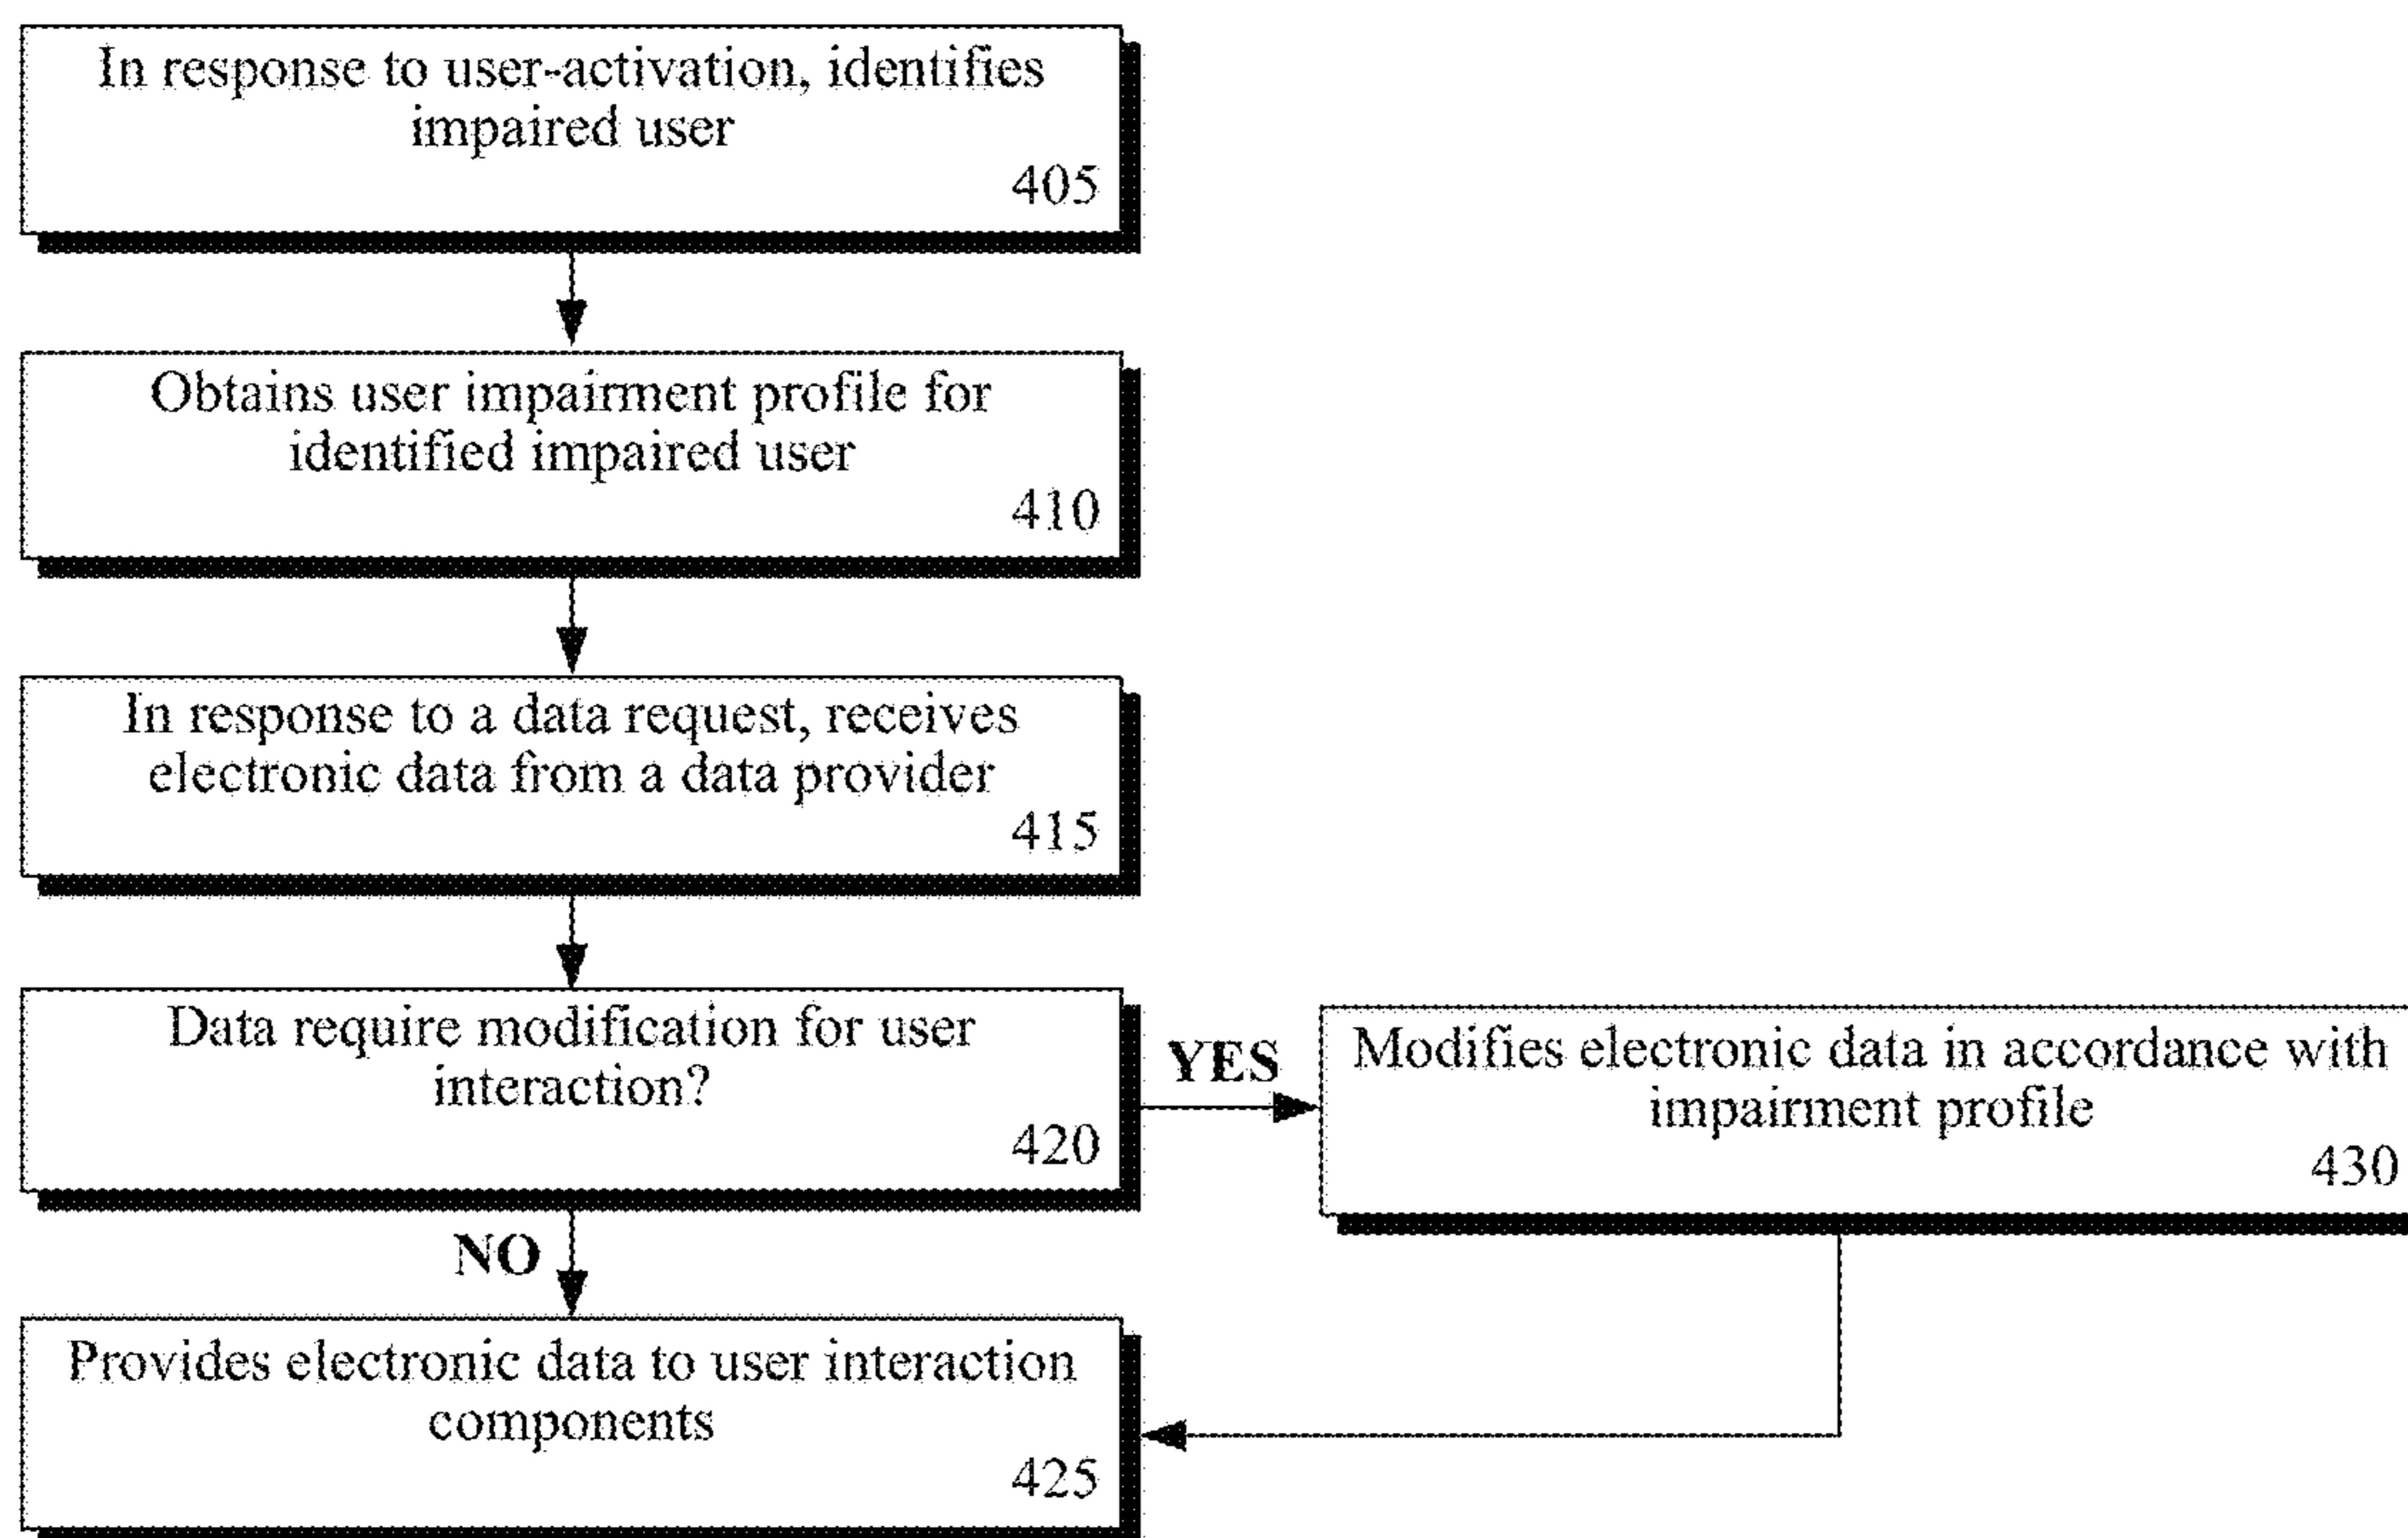 In response to user-activation, identifies
impaired user
405
Obtains user impairment profile for
identified impaired user
410
In response to a data request, receives
electronic data from a data provider
415
Data require modification for user
interaction?
420
YES
Modifies electronic data in accordance with
impairment profile
430
NO
Provides electronic data to user interaction
components
425